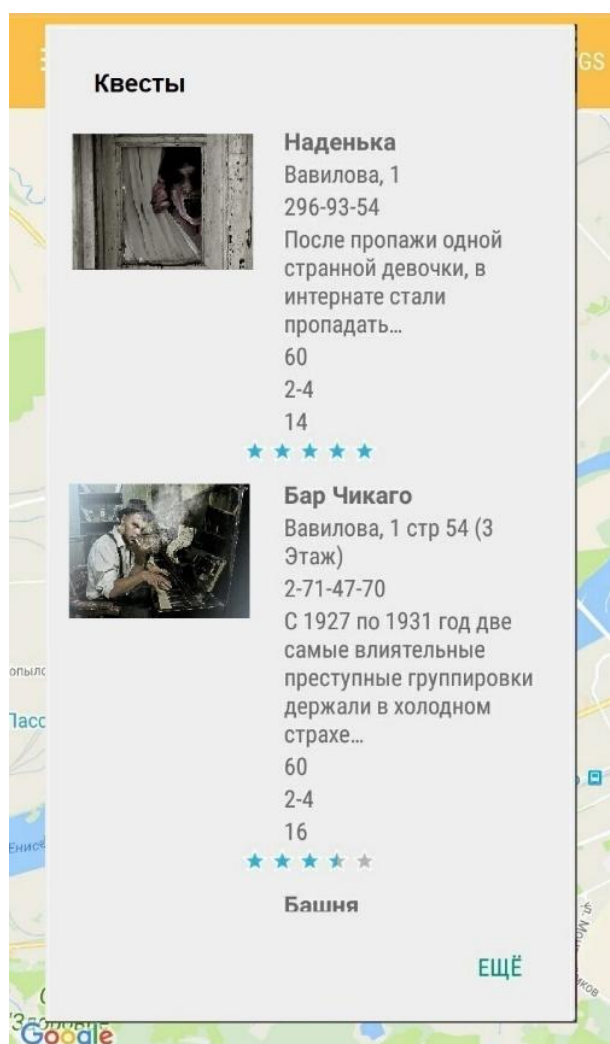 GS
Квесты
Наденька
Вавилова, 1
296-93-54
После пропажи одной
странной девочки, в
интернате стали
пропадать...
60
2-4
14
Бар Чикаго
Вавилова, 1 стр 54 (3
Этаж)
2-71-47-70
С 1927 по 1931 год две
самые влиятельные
преступные группировки
держали в холодном
страхе...
60
2-4
16
Башня
ЕЩЁ
Google